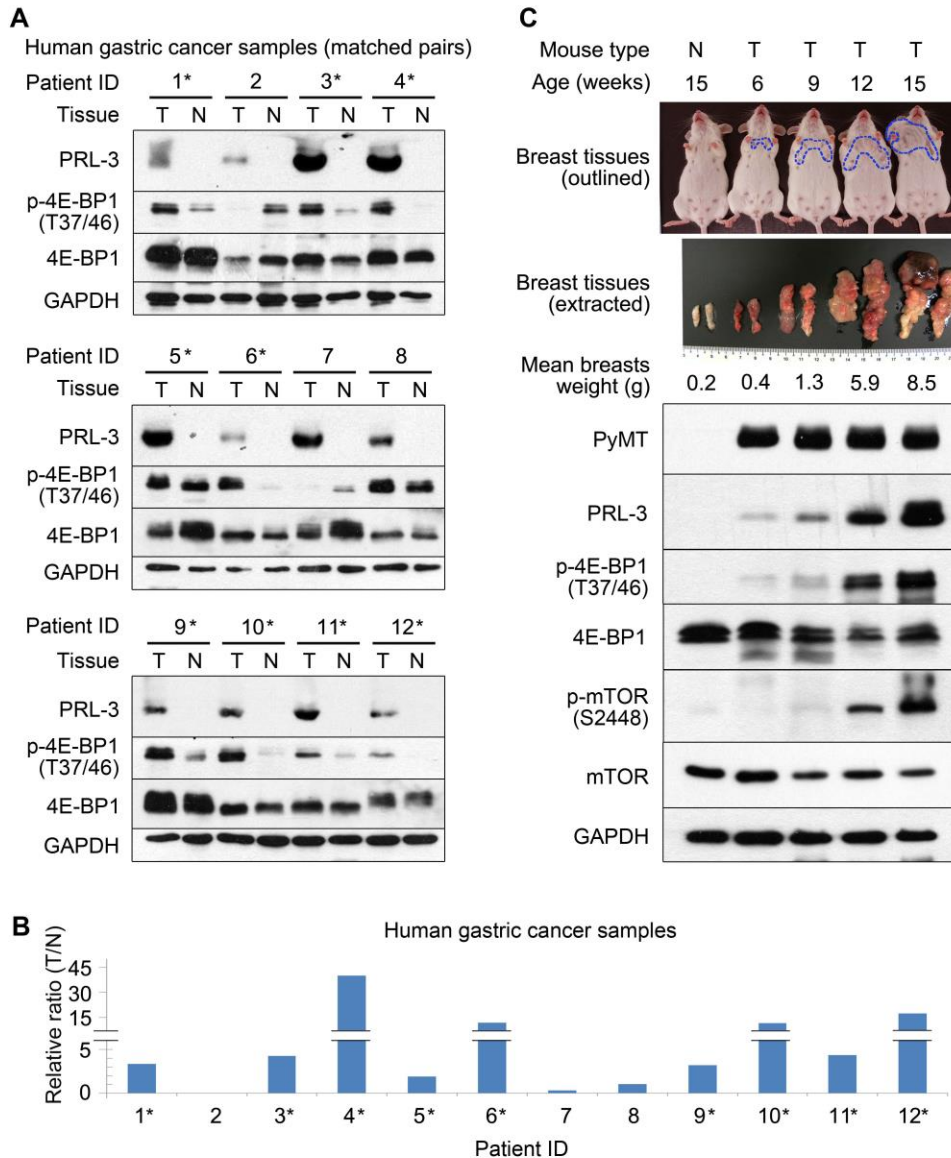 A
Human gastric cancer samples (matched pairs)
Patient ID 1* 2 3* 4*
Tissue T N T N T N T N
PRL-3
p-4E-BP1
(T37/46)
4E-BP1
GAPDH
Patient ID 5* 6* 7 8
Tissue T N T N T N T N
PRL-3
p-4E-BP1
(T37/46)
4E-BP1
GAPDH
Patient ID 9* 10* 11* 12*
Tissue T N T N T N T N
PRL-3
p-4E-BP1
(T37/46)
4E-BP1
GAPDH
C
Mouse type N T T T T
Age (weeks) 15 6 9 12 15
Breast tissues
(outlined)
Breast tissues
(extracted)
Mean breasts
weight (g) 0.2 0.4 1.3 5.9 8.5
PyMT
PRL-3
p-4E-BP1
(T37/46)
4E-BP1
p-mTOR
(S2448)
mTOR
GAPDH
B
Human gastric cancer samples
Relative ratio (T/N)
45
30
15
5
0
1* 2 3* 4* 5* 6* 7 8 9* 10* 11* 12*
Patient ID